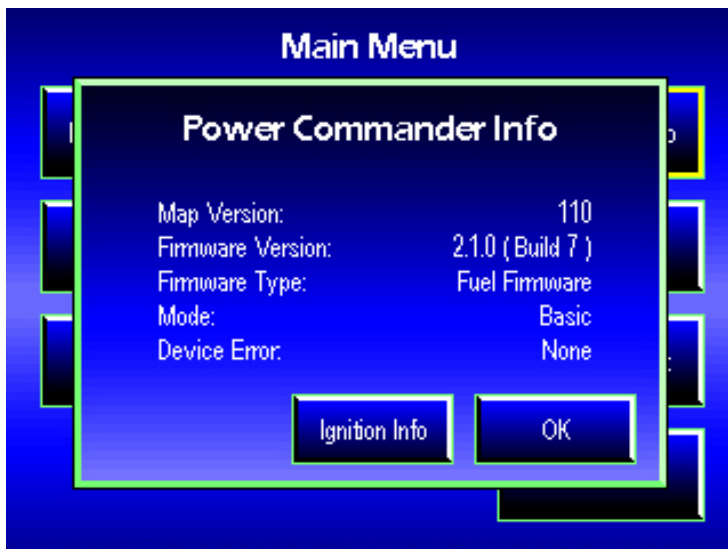 Main Menu
Power Commander Info
Map Version: 110
Firmware Version: 2.1.0 ( Build 7 )
Firmware Type: Fuel Firmware
Mode: Basic
Device Error: None
Ignition Info OK